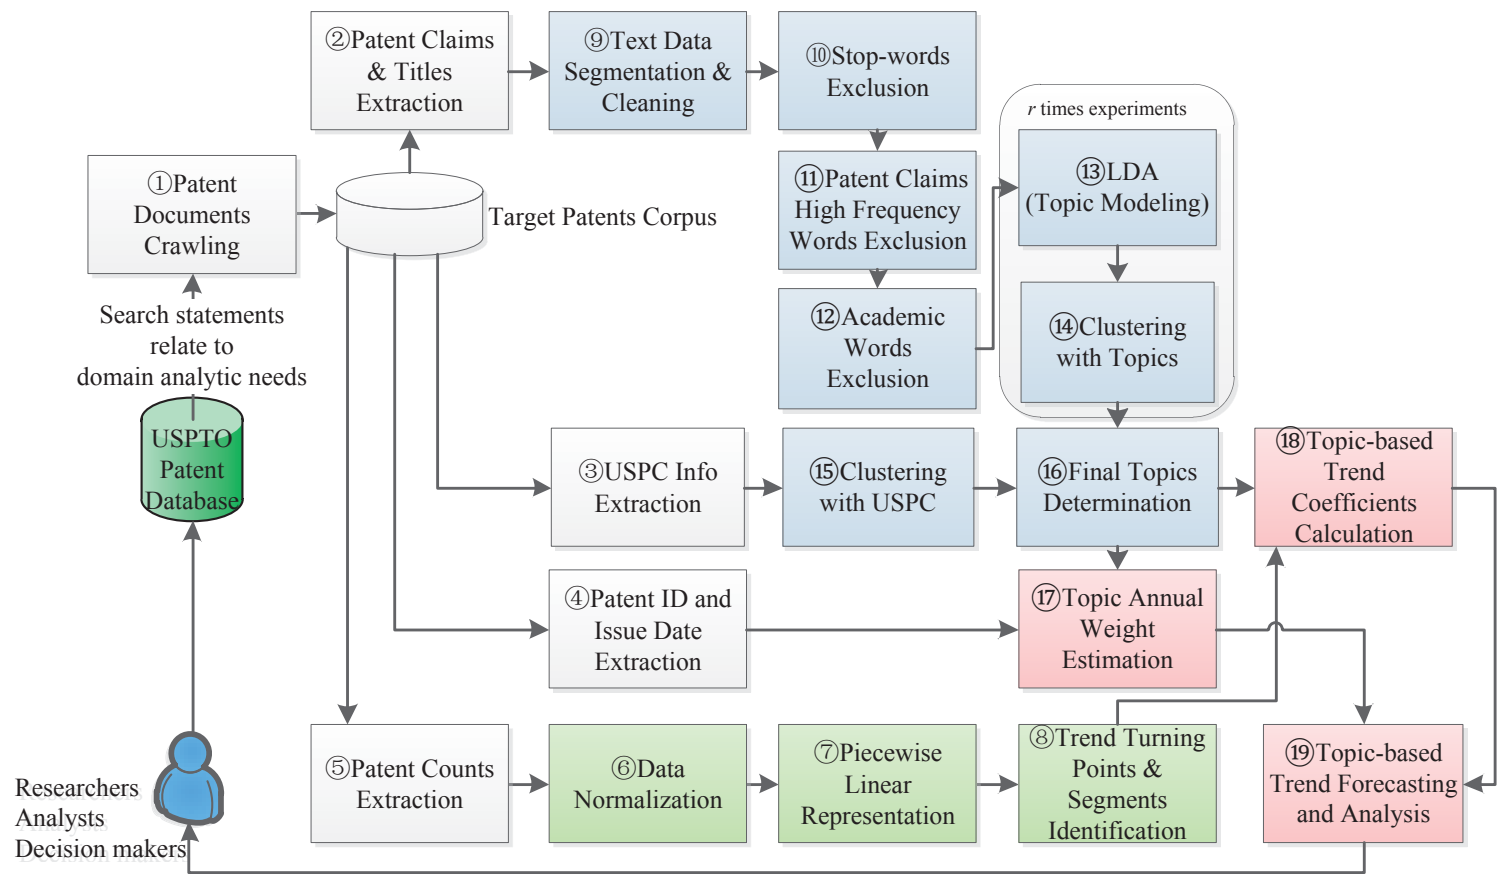 ②Patent Claims
& Titles
Extraction
⑨Text Data
Segmentation &
Cleaning
⑩Stop-words
Exclusion
r times experiments
①Patent
Documents
Crawling
Target Patents Corpus
⑪Patent Claims
High Frequency
Words Exclusion
⑬LDA
(Topic Modeling)
⑫Academic
Words
Exclusion
⑭Clustering
with Topics
Search statements
relate to
domain analytic needs
USPTO
Patent
Database
③USPC Info
Extraction
⑮Clustering
with USPC
⑯Final Topics
Determination
⑱Topic-based
Trend
Coefficients
Calculation
④Patent ID and
Issue Date
Extraction
⑰Topic Annual
Weight
Estimation
⑤Patent Counts
Extraction
⑥Data
Normalization
⑦Piecewise
Linear
Representation
⑧Trend Turning
Points &
Segments
Identification
⑲Topic-based
Trend Forecasting
and Analysis
Researchers
Analysts
Decision makers